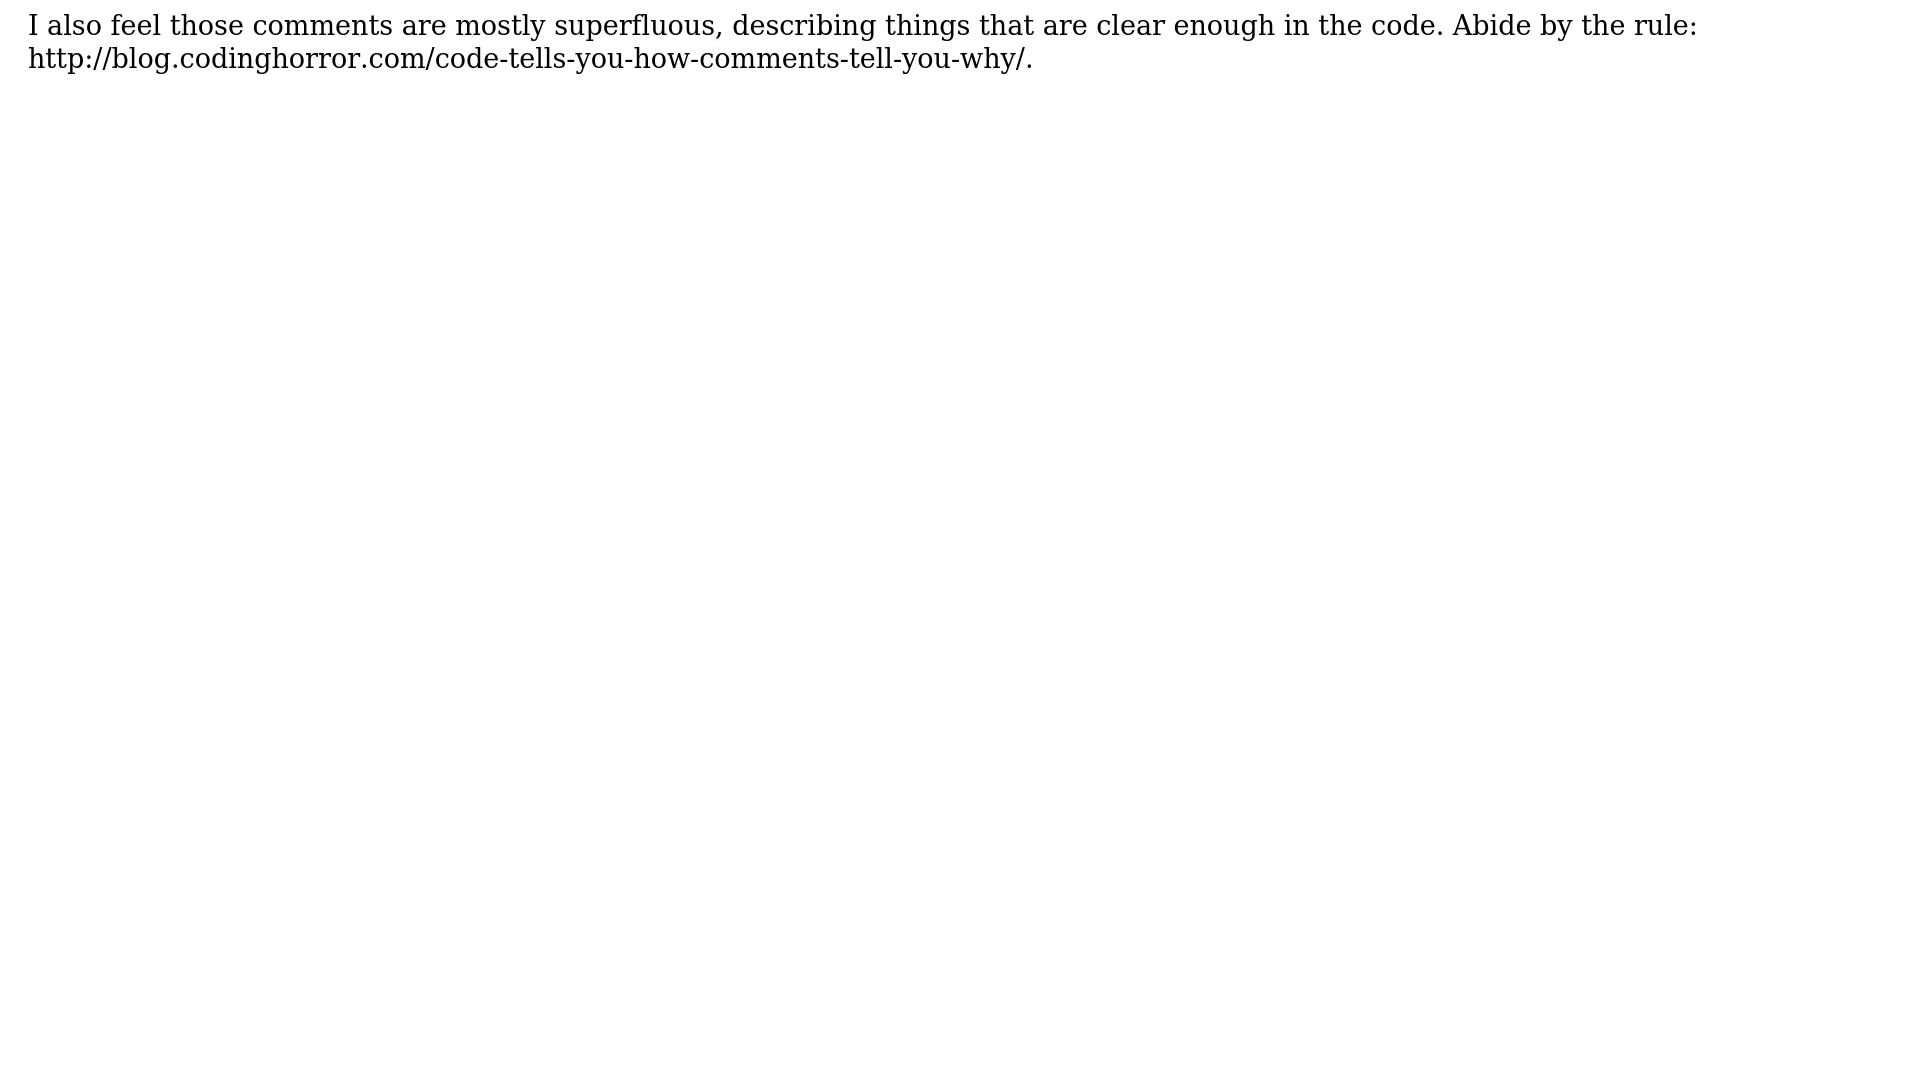 I also feel those comments are mostly superfluous, describing things that are clear enough in the code. Abide by the rule:
http://blog.codinghorror.com/code-tells-you-how-comments-tell-you-why/.